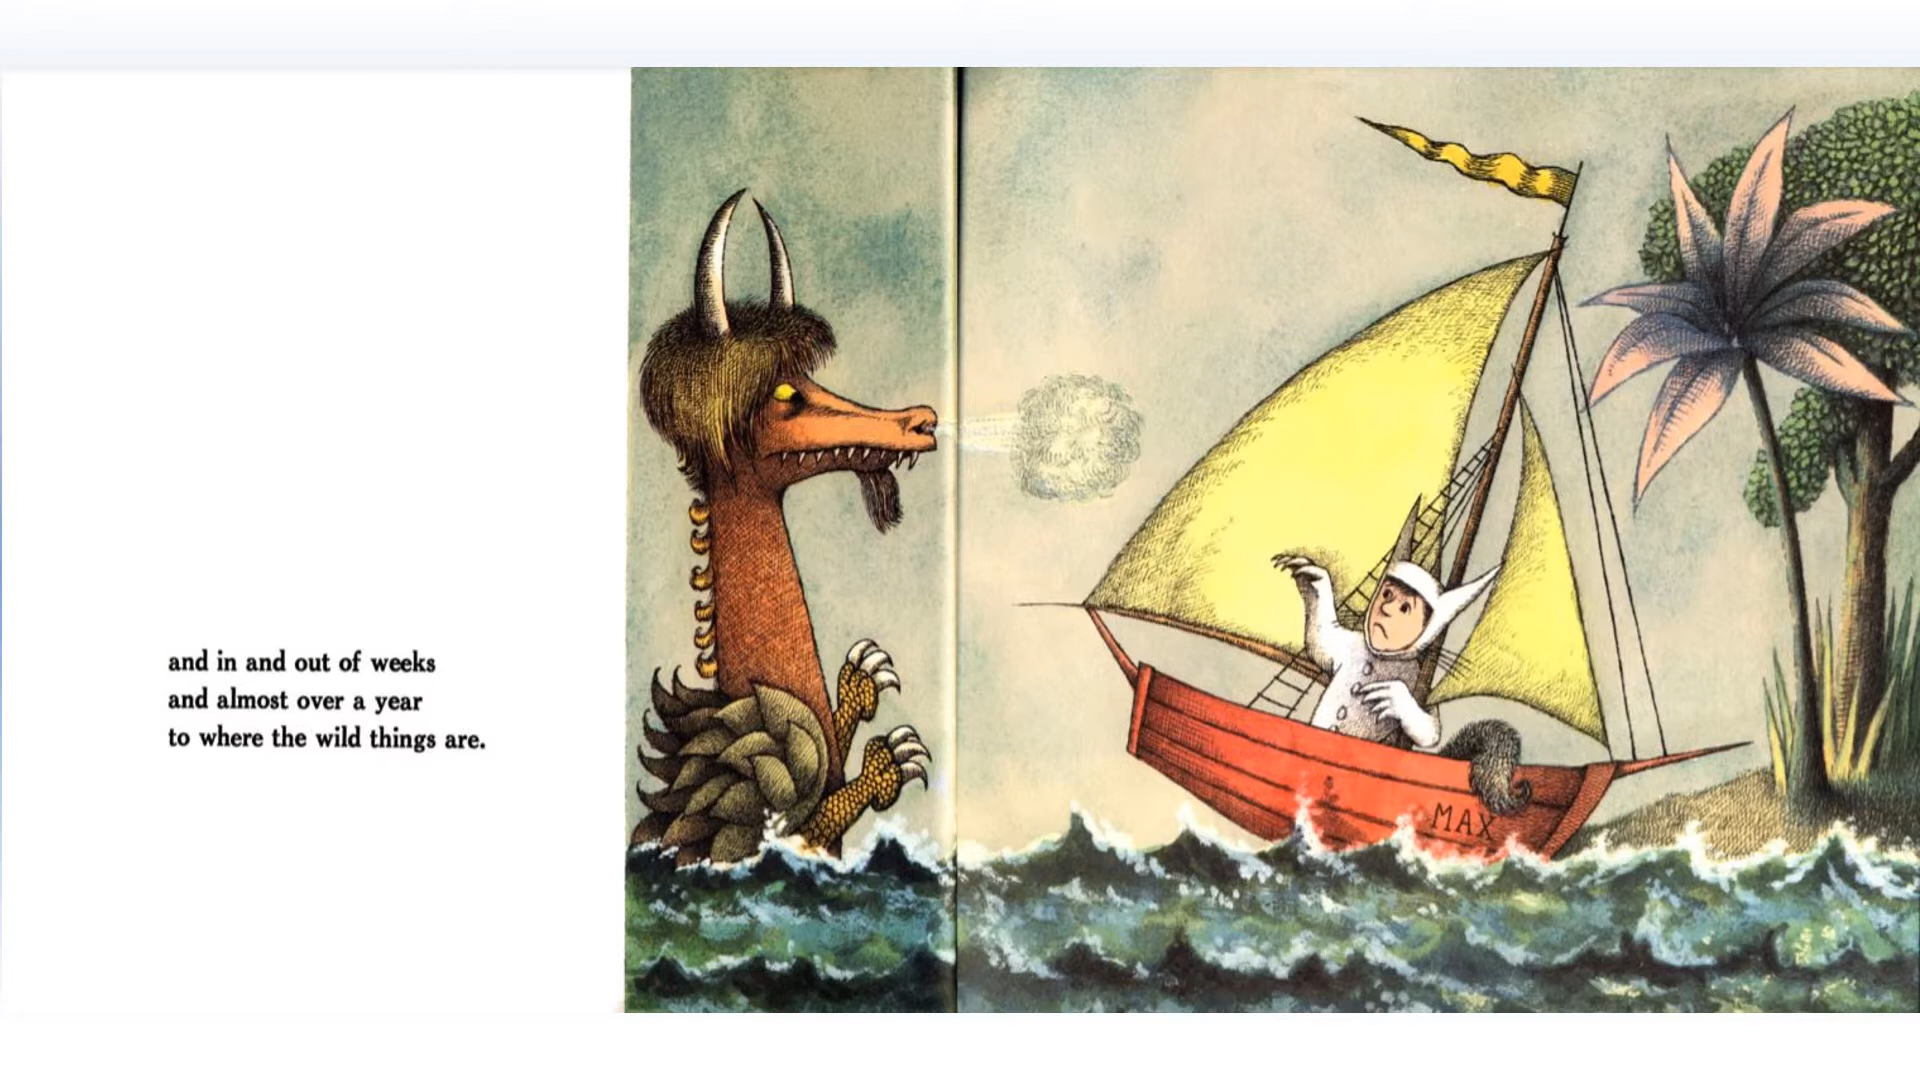 and in and out of weeks
and almost over a year
to where the wild things are.
MAX